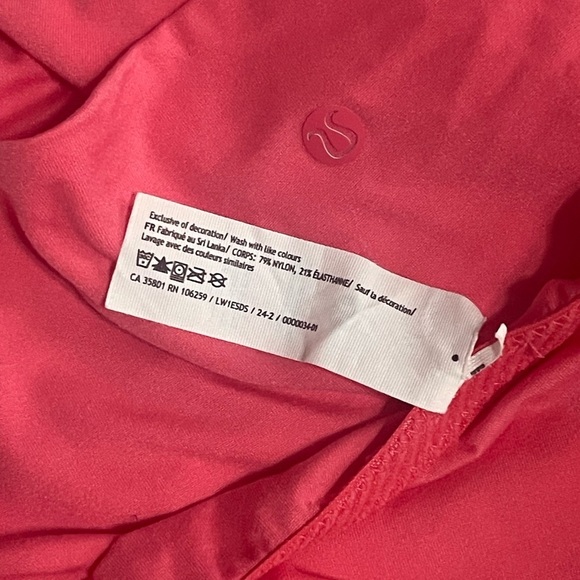 Exclusive of decoration/ Wash with like colours
FR Fabriqué au Sri Lanka/ CORPS: 79% NYLON, 21% ÉLASTHANNE/ Sauf la décoration/
Lavage avec des couleurs similaires
CA 35801 RN 106259 / LW1ESDS / 24-2 / 0000034-01